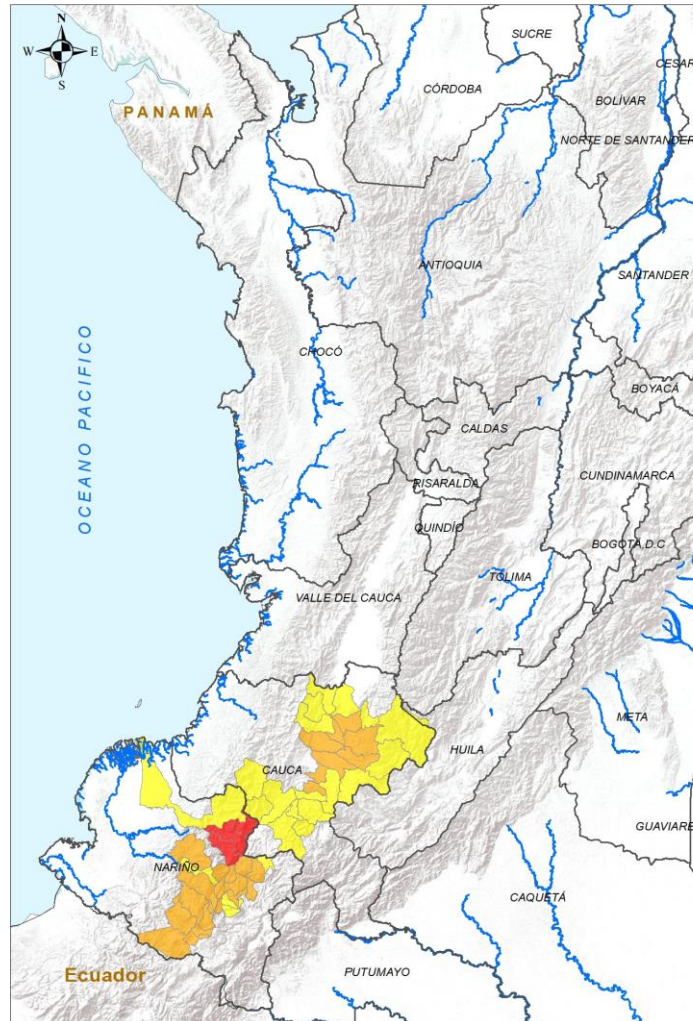 N
W E
S
SUCRE
CESAR
CÓRDOBA
BOLÍVAR
PANAMÁ
NORTE DE SANTANDER
ANTIOQUIA
SANTANDER
CHOCÓ
BOYACÁ
CALDAS
OCEANO PACIFICO
CUNDINAMARCA
RISARALDA
QUINDÍO
BOGOTÁ D.C
TOLIMA
VALLE DEL CAUCA
META
HUILA
CAUCA
GUAVIARE
NARIÑO
CAQUETÁ
Ecuador
PUTUMAYO